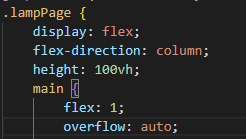 .lampPage {
    display: flex;
    flex-direction: column;
    height: 100vh;
    main {
        flex: 1;
        overflow: auto;